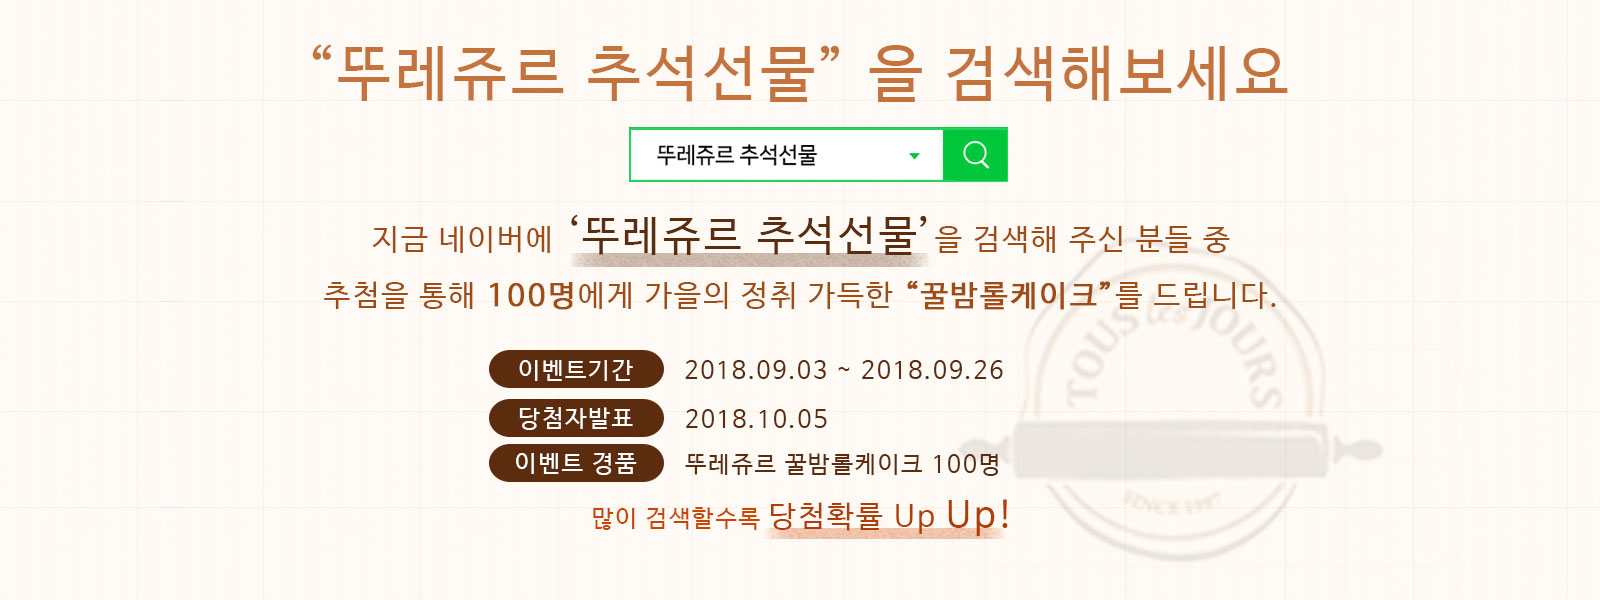 “뚜레쥬르 추석선물” 을 검색해보세요
뚜레쥬르 추석선물
지금 네이버에 ‘뚜레쥬르 추석선물’을 검색해 주신 분들 중
추첨을 통해 100명에게 가을의 정취 가득한 “꿀밤롤케이크”를 드립니다.
이벤트기간 2018.09.03 ~ 2018.09.26
당첨자발표 2018.10.05
이벤트 경품 뚜레쥬르 꿀밤롤케이크 100명
많이 검색할수록 당첨확률 Up Up!
TOUS les JOURS
SINCE 1997